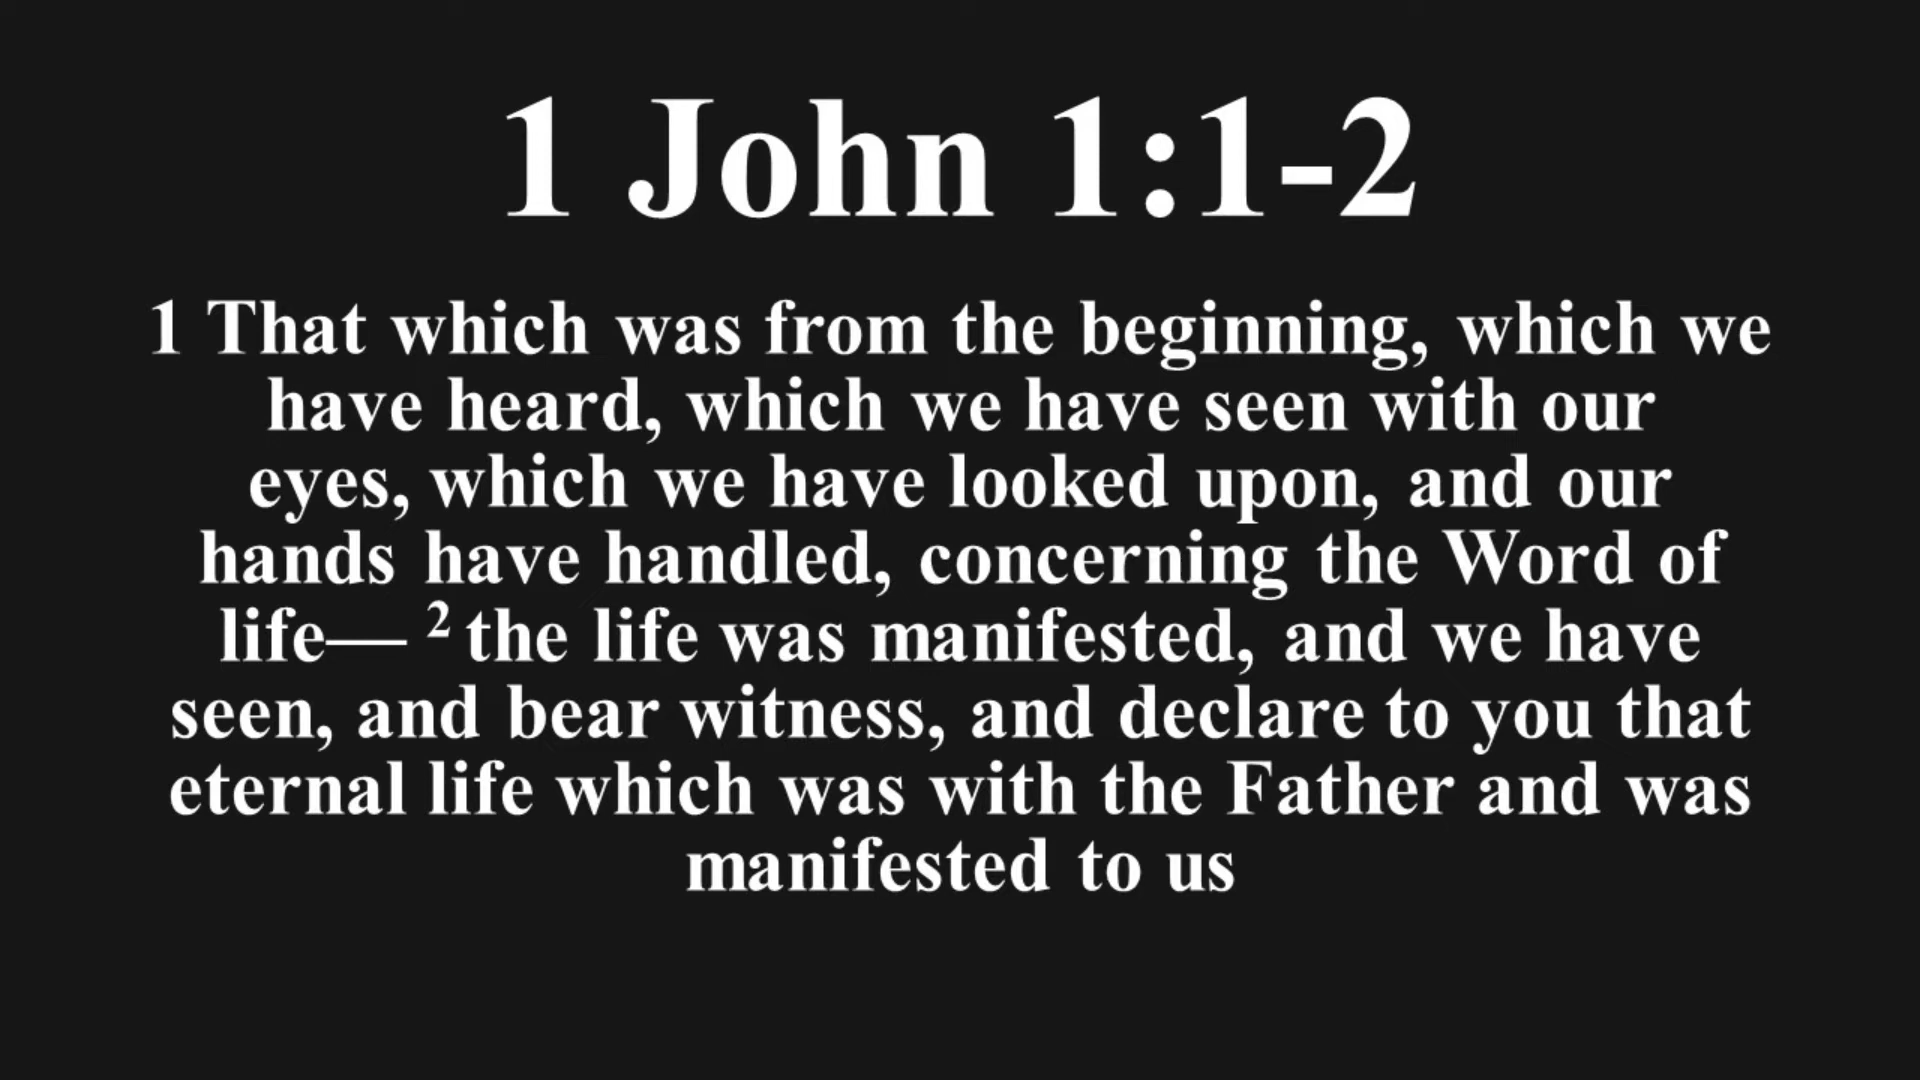 1 John 1:1-2
1 That which was from the beginning, which we
have heard, which we have seen with our
eyes, which we have looked upon, and our
hands have handled, concerning the Word of
life— ² the life was manifested, and we have
seen, and bear witness, and declare to you that
eternal life which was with the Father and was
manifested to us